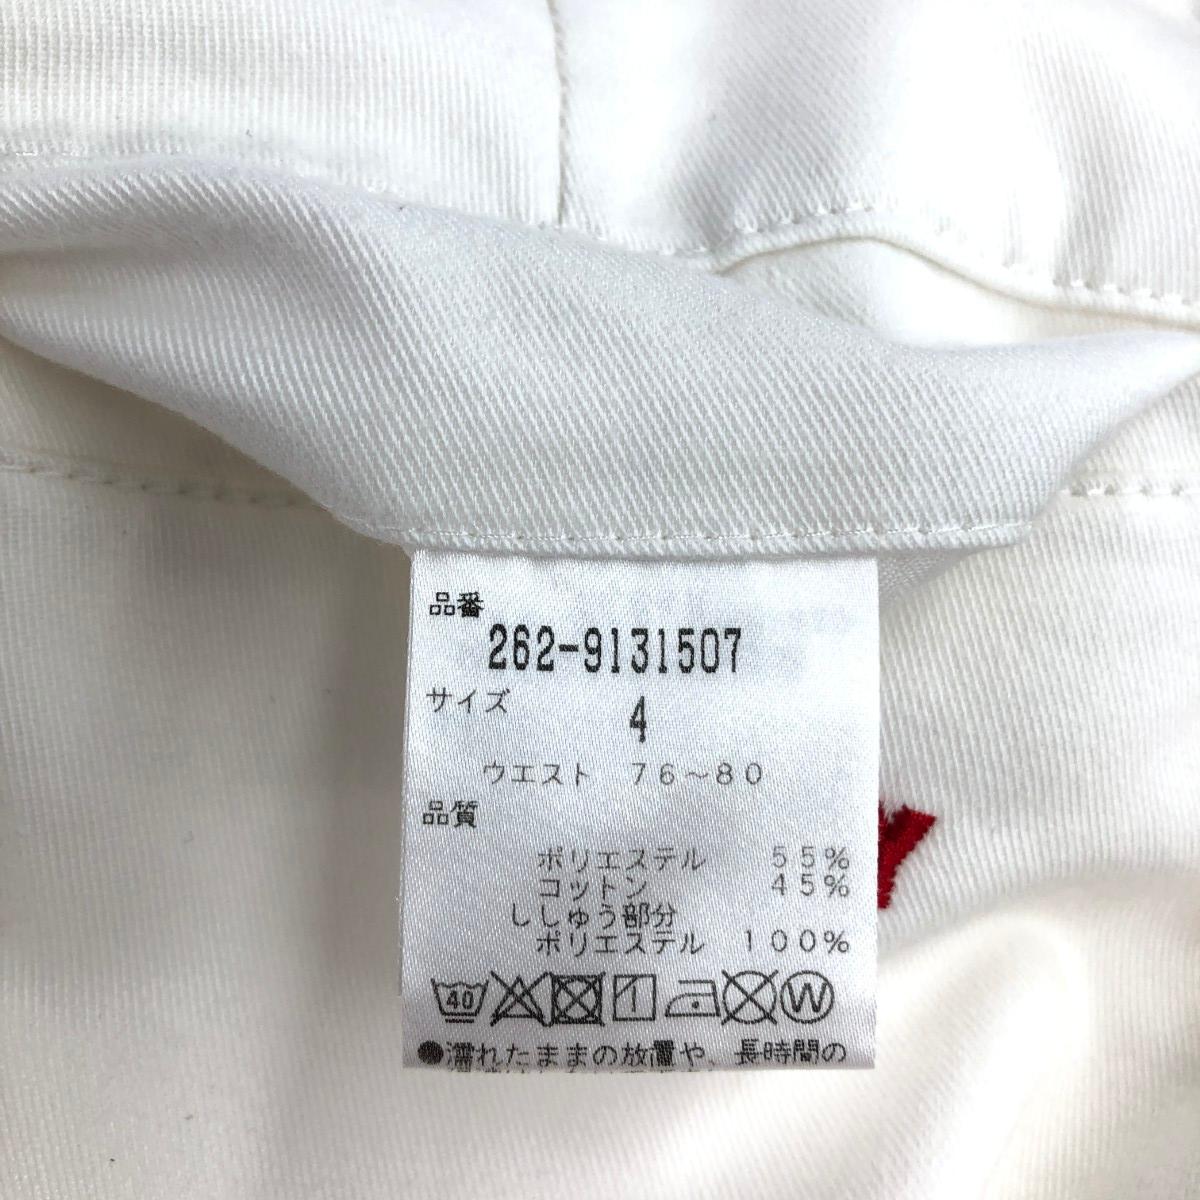 品番
262-9131507
サイズ 4
ウエスト 76～80
品質
ポリエステル 55%
コットン 45%
ししゅう部分
ポリエステル 100%
40 W
●濡れたままの放置や、長時間の